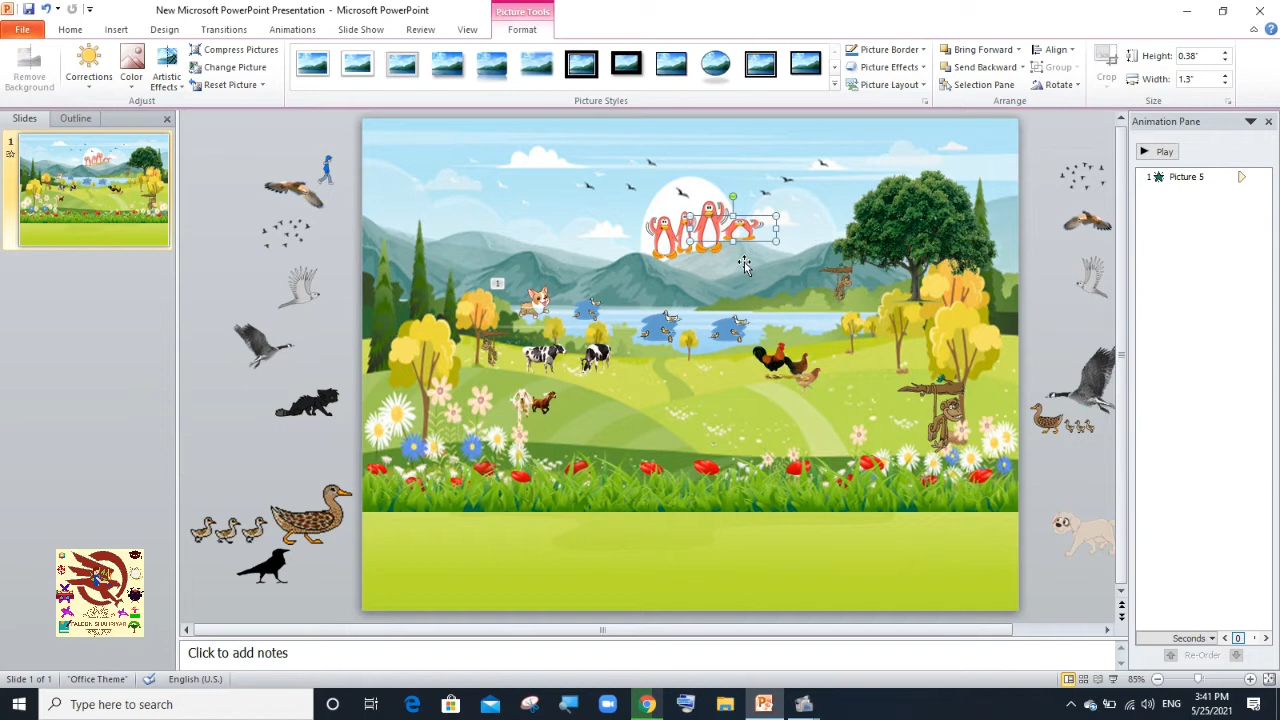 New Microsoft PowerPoint Presentation - Microsoft PowerPoint
Picture Tools
File Home Insert Design Transitions Animations Slide Show Review View Format
Remove Background
Corrections
Color
Artistic Effects
Compress Pictures
Change Picture
Reset Picture
Adjust
Picture Styles
Picture Border
Picture Effects
Picture Layout
Bring Forward
Send Backward
Selection Pane
Align
Group
Rotate
Arrange
Crop
Height: 0.38"
Width: 1.3"
Size
Slides Outline
1
1
Animation Pane
Play
1 Picture 5
Seconds 0
Re-Order
Click to add notes
Slide 1 of 1 "Office Theme" English (U.S.) 85%
Type here to search
ENG
3:41 PM
5/25/2021